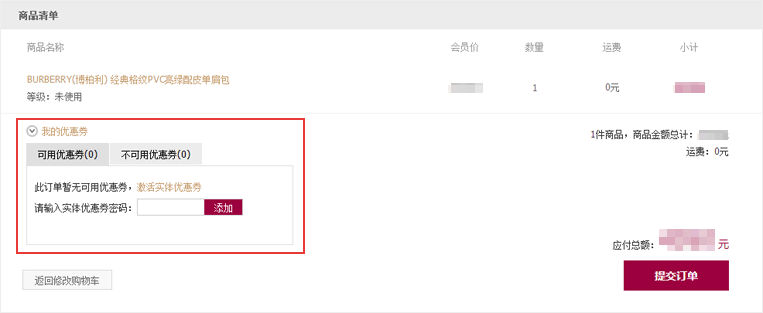 商品清单
商品名称 会员价 数量 运费 小计
BURBERRY(博柏利) 经典格纹PVC亮绿配皮单肩包
等级：未使用
1 0元
我的优惠券
可用优惠券(0) 不可用优惠券(0)
此订单暂无可用优惠券，激活实体优惠券
请输入实体优惠券密码： 添加
1件商品，商品金额总计：
运费：0元
应付总额： 元
返回修改购物车 提交订单